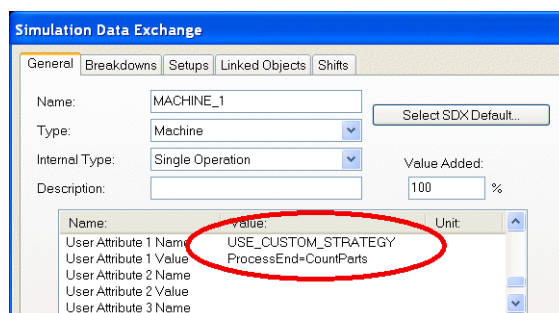 Simulation Data Exchange
General Breakdowns Setups Linked Objects Shifts
Name: MACHINE_1
Select SDX Default...
Type: Machine
Internal Type: Single Operation
Value Added:
Description: 100 %
Name: Value: Unit:
User Attribute 1 Name USE_CUSTOM_STRATEGY
User Attribute 1 Value ProcessEnd=CountParts
User Attribute 2 Name
User Attribute 2 Value
User Attribute 3 Name